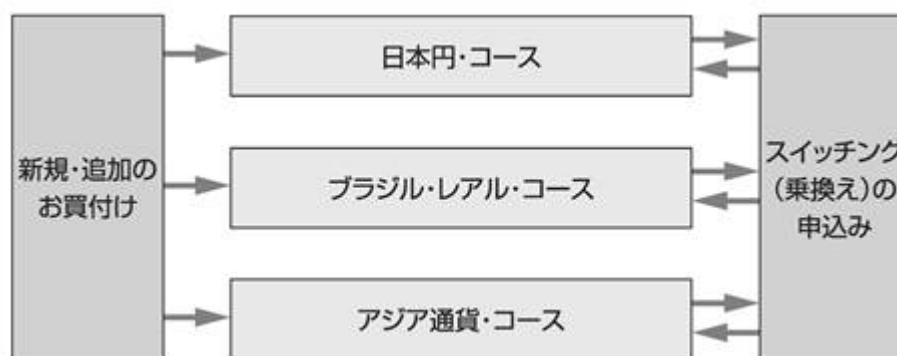 新規・追加の
お買付け
日本円・コース
ブラジル・レアル・コース
アジア通貨・コース
スイッチング
(乗換え)の
申込み